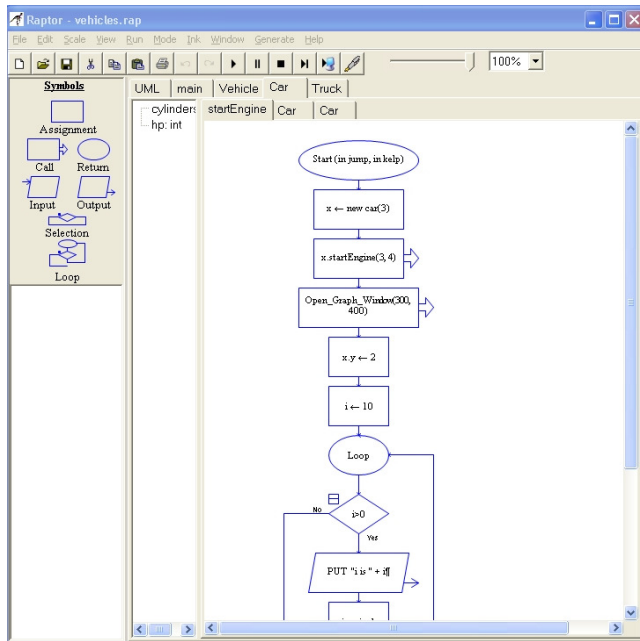 Raptor - vehicles.rap
File Edit Scale View Run Mode Ink Window Generate Help
100%
Symbols
Assignment
Call Return
Input Output
Selection
Loop
UML main Vehicle Car Truck
cylinders
hp: int
startEngine Car Car
Start (in jump, in kelp)
x ← new car(3)
x.startEngine(3, 4)
Open_Graph_Window(300,
400)
x.y ← 2
i ← 10
Loop
No
i>0
Yes
PUT "i is " + i¶